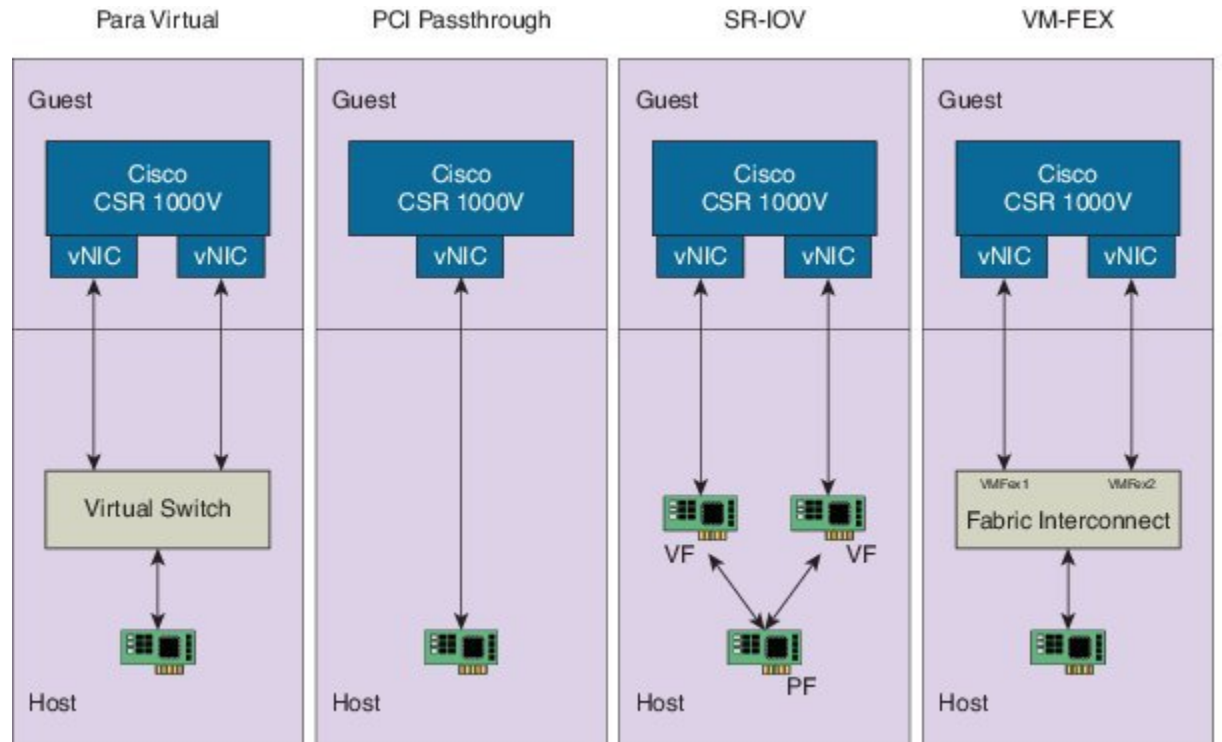 Para Virtual
PCI Passthrough
SR-IOV
VM-FEX
Guest
Cisco
CSR 1000V
vNIC
vNIC
Virtual Switch
Host
Guest
Cisco
CSR 1000V
vNIC
Host
Guest
Cisco
CSR 1000V
vNIC
vNIC
VF
VF
PF
Host
Guest
Cisco
CSR 1000V
vNIC
vNIC
VMFex1
VMFex2
Fabric Interconnect
Host